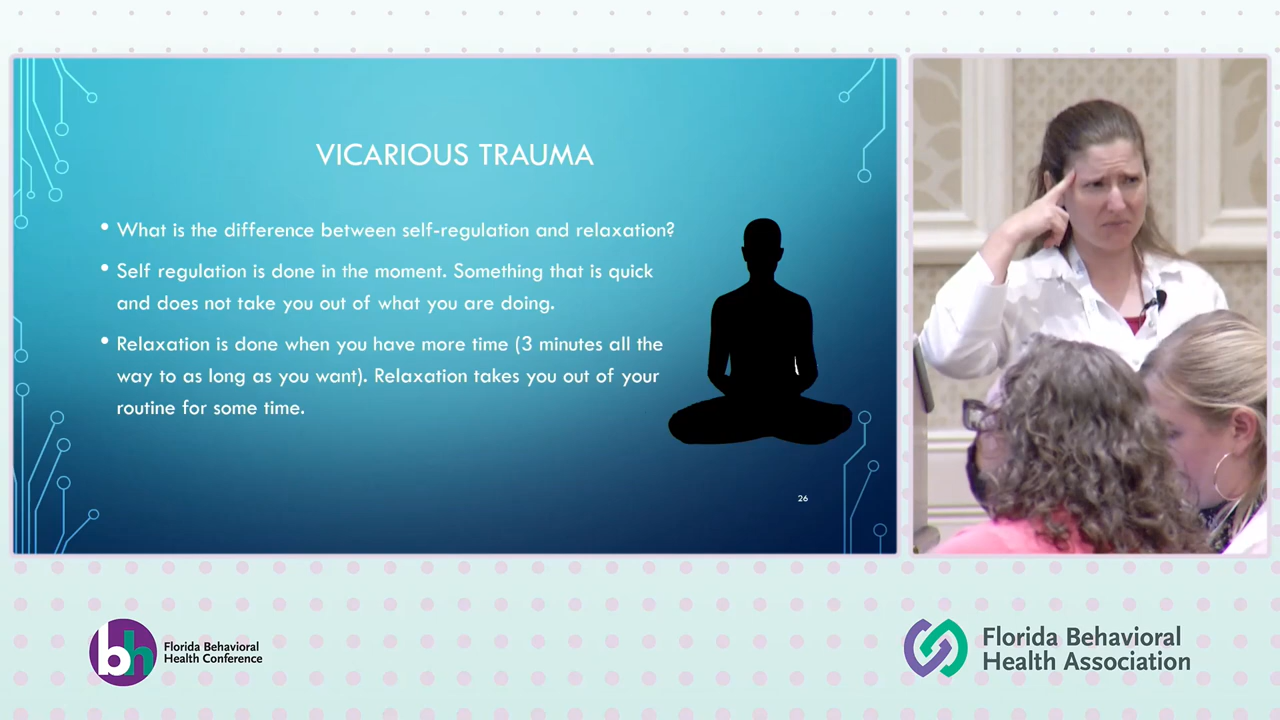 VICARIOUS TRAUMA
• What is the difference between self-regulation and relaxation?
• Self regulation is done in the moment. Something that is quick
and does not take you out of what you are doing.
• Relaxation is done when you have more time (3 minutes all the
way to as long as you want). Relaxation takes you out of your
routine for some time.
26
bh
Florida Behavioral
Health Conference
Florida Behavioral
Health Association